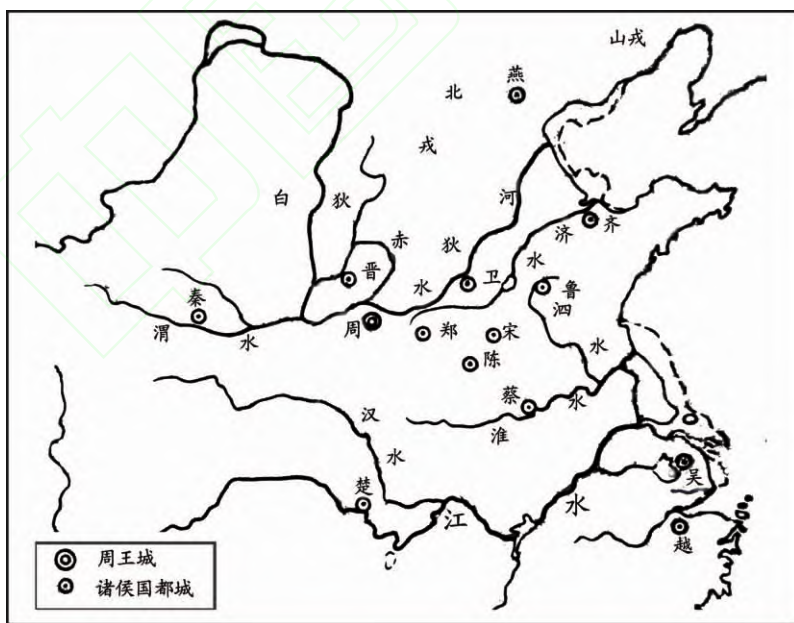 山戎
燕
北
戎
白
狄
河
赤
狄
济
齐
水
晋
水
卫
鲁
秦
泗
渭
水
周
郑
宋
水
陈
蔡
水
汉
淮
水
楚
江
水
吴
越
周王城
诸侯国都城